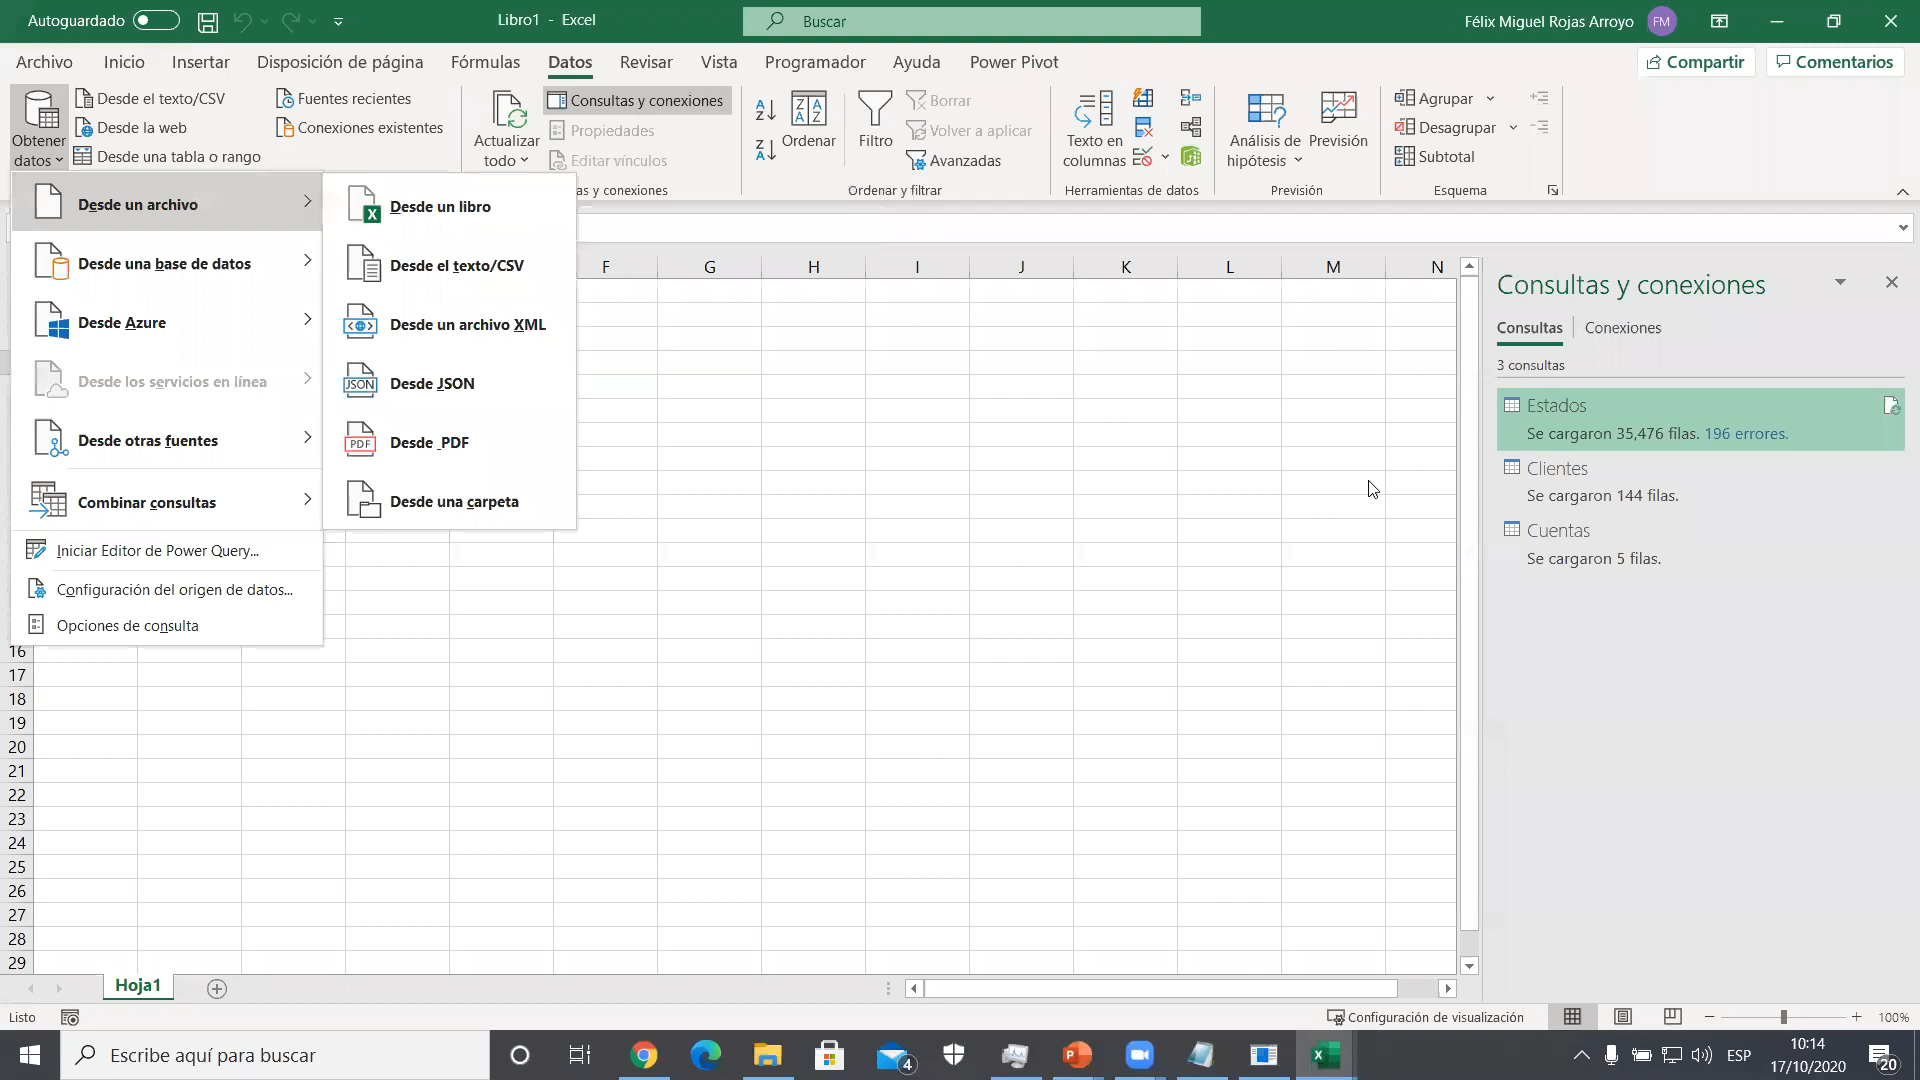 Autoguardado
Libro1 - Excel
Buscar
Félix Miguel Rojas Arroyo
FM
Archivo
Inicio
Insertar
Disposición de página
Fórmulas
Datos
Revisar
Vista
Programador
Ayuda
Power Pivot
Compartir
Comentarios
Obtener
datos
Desde el texto/CSV
Desde la web
Desde una tabla o rango
Fuentes recientes
Conexiones existentes
Actualizar
todo
Consultas y conexiones
Propiedades
Editar vínculos
as y conexiones
Ordenar
Filtro
Borrar
Volver a aplicar
Avanzadas
Ordenar y filtrar
Texto en
columnas
Herramientas de datos
Análisis de
hipótesis
Previsión
Previsión
Agrupar
Desagrupar
Subtotal
Esquema
Desde un archivo
Desde una base de datos
Desde Azure
Desde los servicios en línea
Desde otras fuentes
Combinar consultas
Iniciar Editor de Power Query...
Configuración del origen de datos...
Opciones de consulta
Desde un libro
Desde el texto/CSV
Desde un archivo XML
JSON
Desde JSON
PDF
Desde PDF
Desde una carpeta
F G H I J K L M N
16
17
18
19
20
21
22
23
24
25
26
27
28
29
Consultas y conexiones
Consultas
Conexiones
3 consultas
Estados
Se cargaron 35,476 filas. 196 errores.
Clientes
Se cargaron 144 filas.
Cuentas
Se cargaron 5 filas.
Hoja1
Listo
Configuración de visualización
100%
Escribe aquí para buscar
4
ESP
10:14
17/10/2020
20